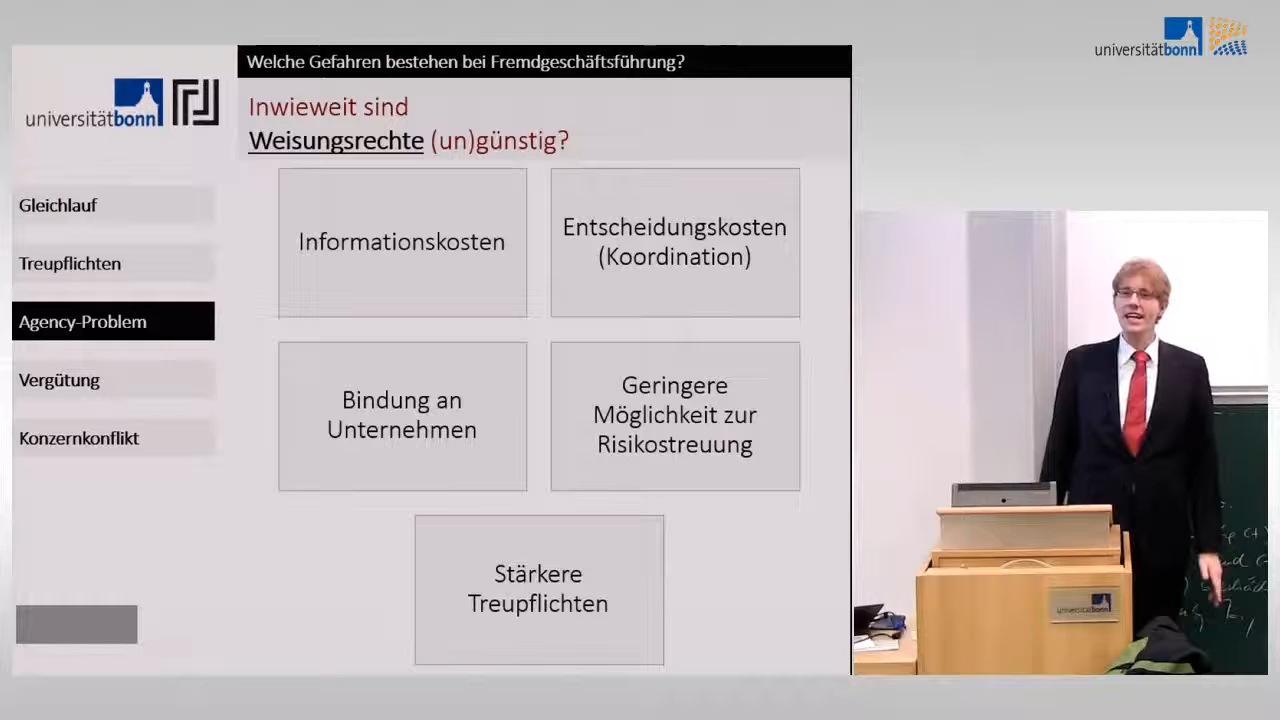 universitätbonn
Welche Gefahren bestehen bei Fremdgeschäftsführung?
universitätbonn
Inwieweit sind
Weisungsrechte (un)günstig?
Gleichlauf
Treupflichten
Agency-Problem
Vergütung
Konzernkonflikt
Informationskosten
Entscheidungskosten
(Koordination)
Bindung an
Unternehmen
Geringere
Möglichkeit zur
Risikostreuung
Stärkere
Treupflichten
universitätbonn